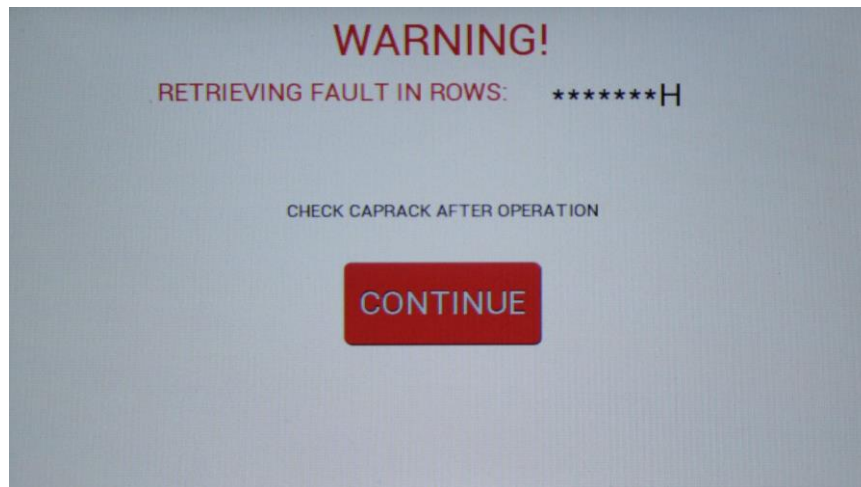 WARNING!
RETRIEVING FAULT IN ROWS: *******H
CHECK CAPRACK AFTER OPERATION
CONTINUE